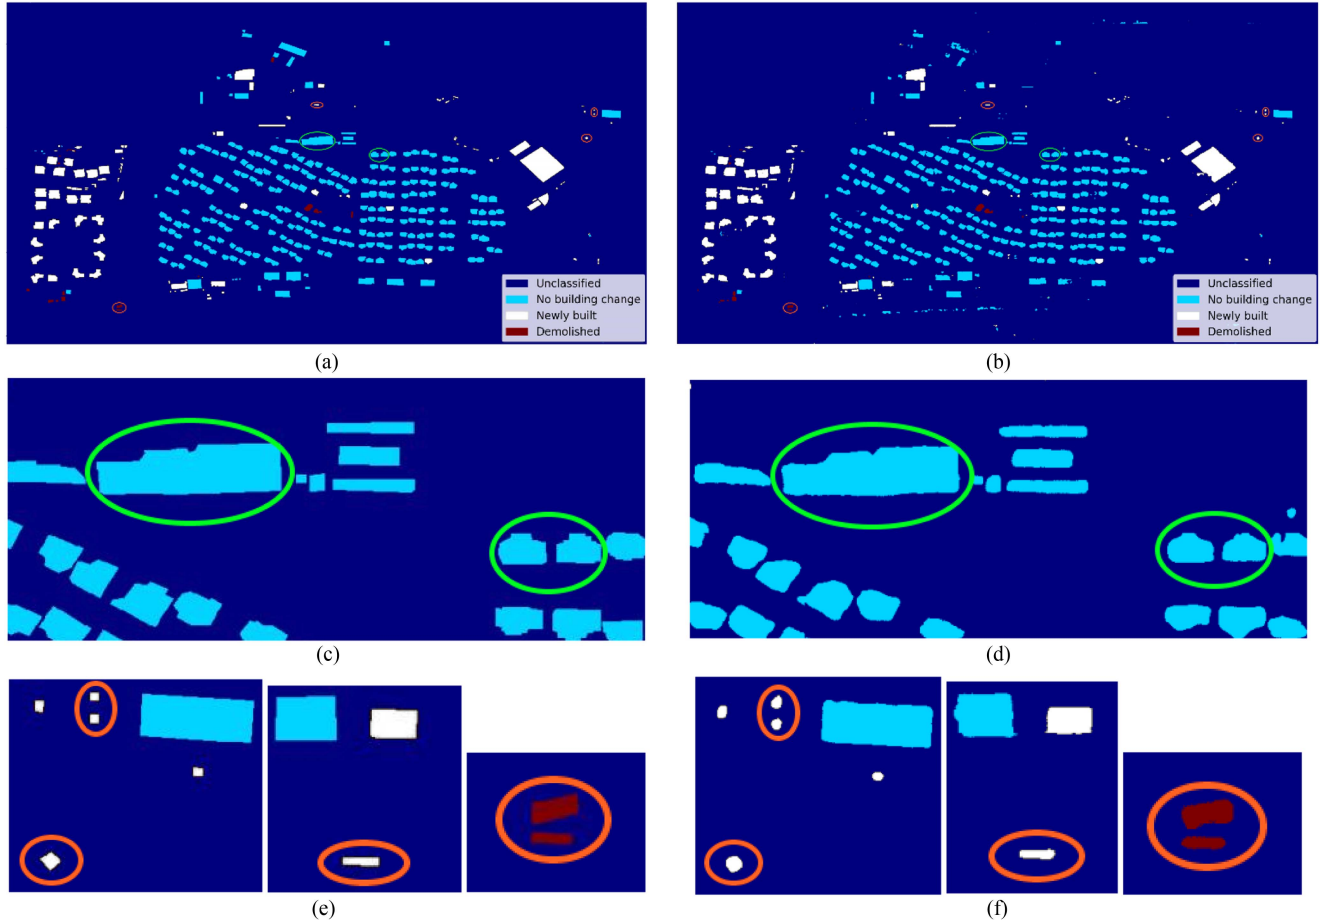 Unclassified
No building change
Newly built
Demolished
Unclassified
No building change
Newly built
Demolished
(a)
(b)
(c)
(d)
(e)
(f)